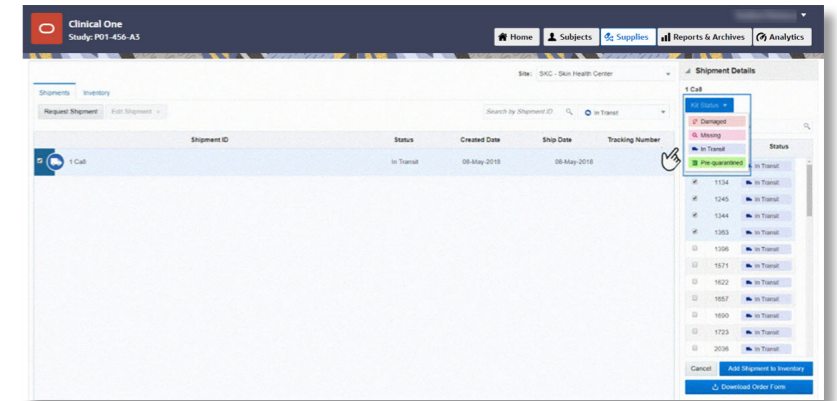 Clinical One
Study: P01-456-A3
Home Subjects Supplies Reports & Archives Analytics
Site: SKC - Skin Health Center
Shipment Details
Shipments Inventory
1 Call
Request Shipment Edit Shipment
Search by Shipment ID In Transit
Kit Status
Damaged
Missing
In Transit
Pre-quarantined
Shipment ID Status Created Date Ship Date Tracking Number
Status
1 Call In Transit 08-May-2018 08-May-2018
In Transit
1134 In Transit
1245 In Transit
1344 In Transit
1383 In Transit
1396 In Transit
1571 In Transit
1622 In Transit
1657 In Transit
1690 In Transit
1723 In Transit
2036 In Transit
Cancel Add Shipment to Inventory
Download Order Form